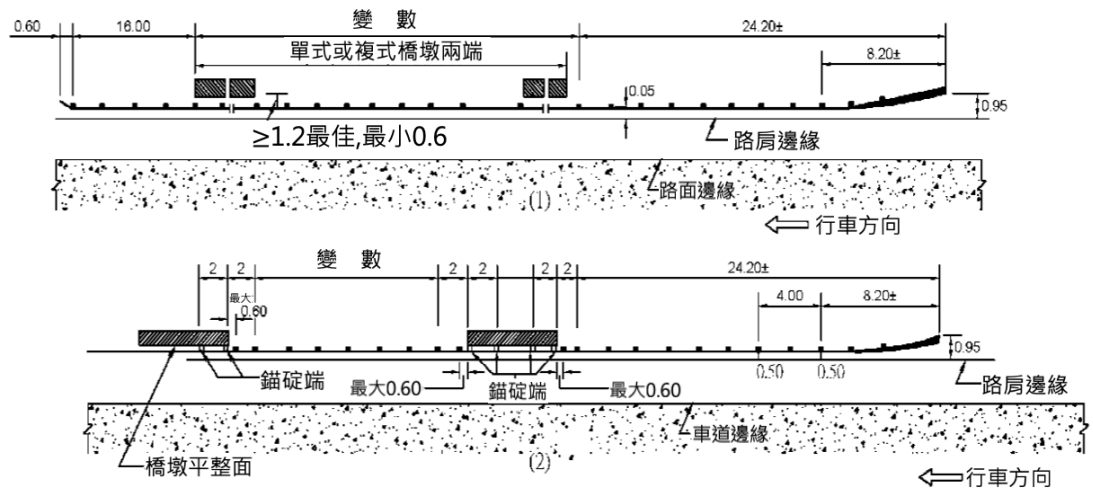 變 數
0.60 16.00 24.20±
單式或複式橋墩兩端
8.20±
0.05
0.95
≥1.2最佳,最小0.6
路肩邊緣
路面邊緣
(1)
行車方向
變 數
2 2 2 2 2 2 24.20±
最大
0.60
4.00 8.20±
0.95
錨碇端
最大0.60
錨碇端
最大0.60
0.50 0.50
路肩邊緣
車道邊緣
橋墩平整面
(2)
行車方向